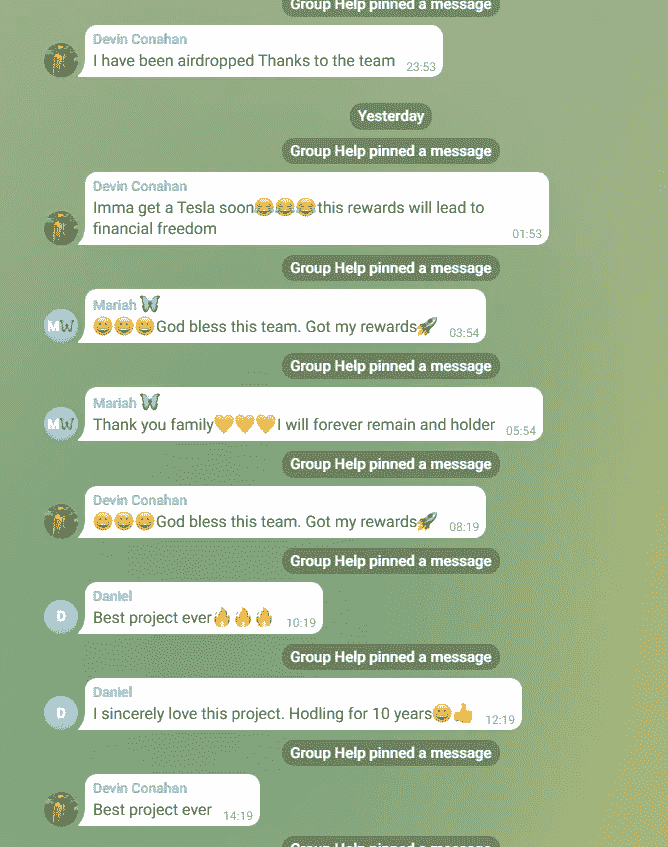 Group Help pinned a message
Devin Conahan
I have been airdropped Thanks to the team 23:53
Yesterday
Group Help pinned a message
Devin Conahan
Imma get a Tesla soon😂😂😂this rewards will lead to
financial freedom 01:53
Group Help pinned a message
Mariah 🦋
MW
😀😀😀God bless this team. Got my rewards🚀 03:54
Group Help pinned a message
Mariah 🦋
MW
Thank you family💛💛💛I will forever remain and holder 05:54
Group Help pinned a message
Devin Conahan
😀😀😀God bless this team. Got my rewards🚀 08:19
Group Help pinned a message
Daniel
D
Best project ever🔥🔥🔥 10:19
Group Help pinned a message
Daniel
D
I sincerely love this project. Hodling for 10 years😀👍 12:19
Group Help pinned a message
Devin Conahan
Best project ever 14:19
Group Help pinned a message